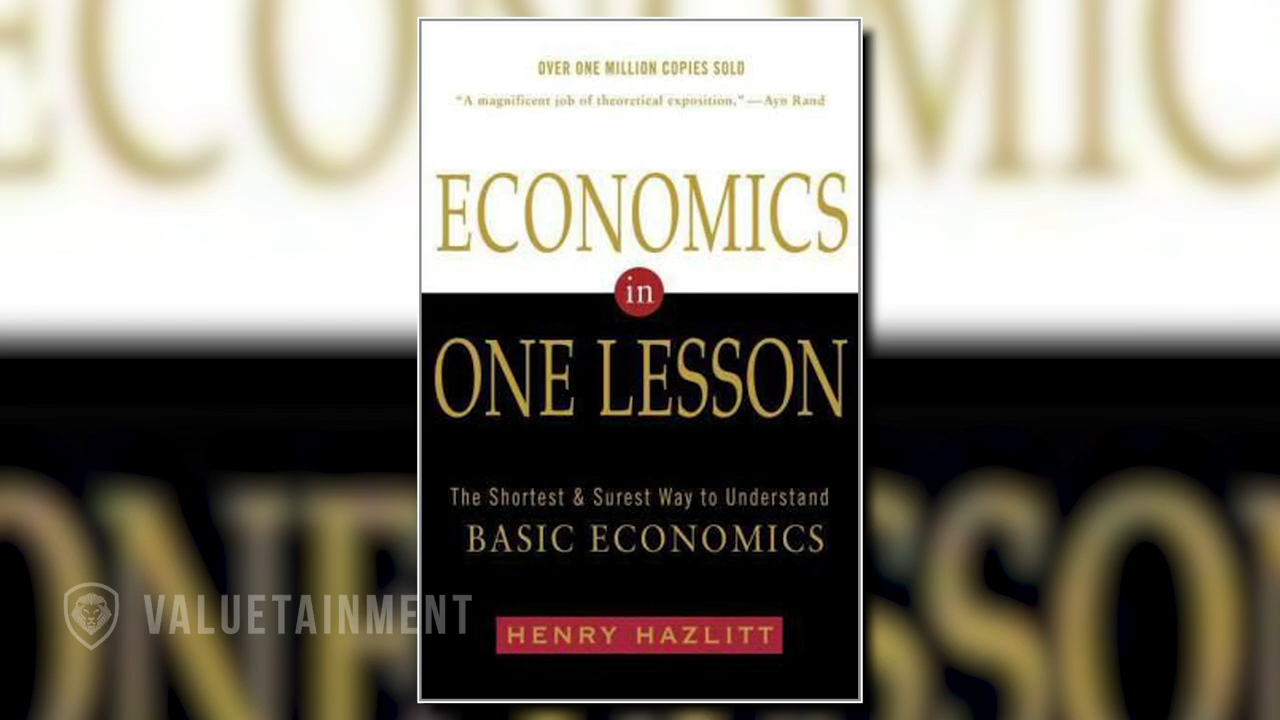 OVER ONE MILLION COPIES SOLD
“A magnificent job of theoretical exposition.”—Ayn Rand
ECONOMICS
in
ONE LESSON
The Shortest & Surest Way to Understand
BASIC ECONOMICS
HENRY HAZLITT
VALUETAINMENT